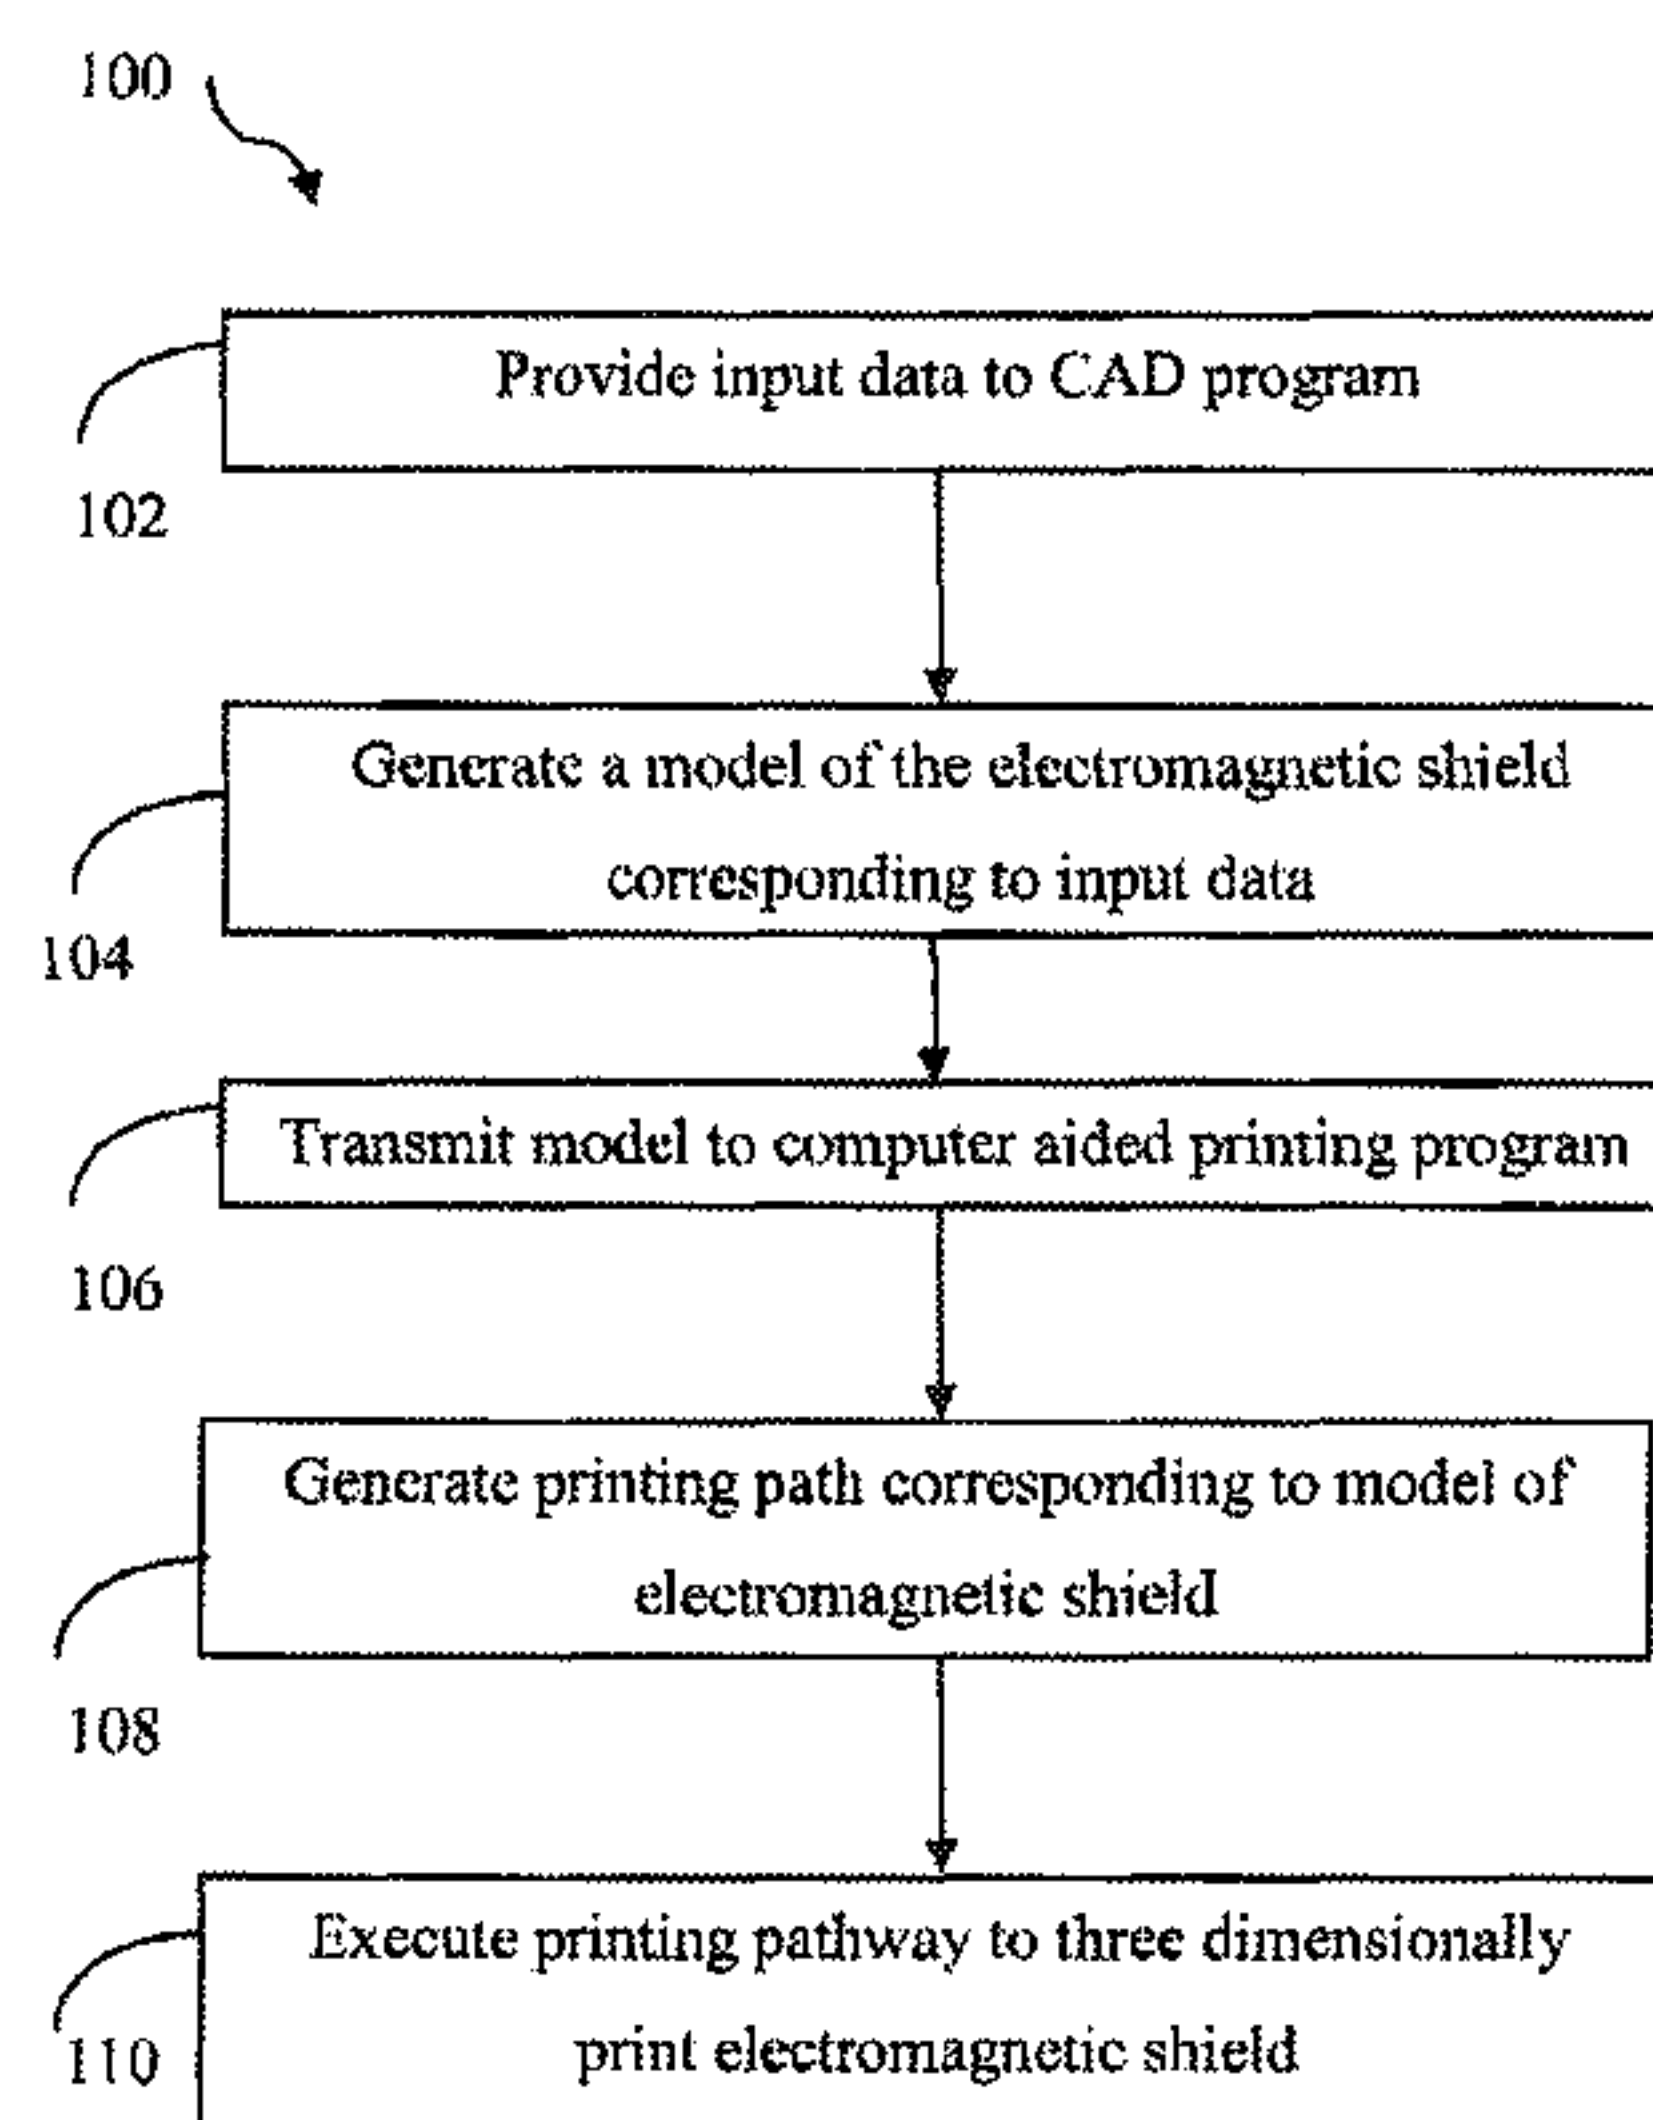 100
Provide input data to CAD program
102
Generate a model of the electromagnetic shield
corresponding to input data
104
Transmit model to computer aided printing program
106
Generate printing path corresponding to model of
electromagnetic shield
108
Execute printing pathway to three dimensionally
print electromagnetic shield
110